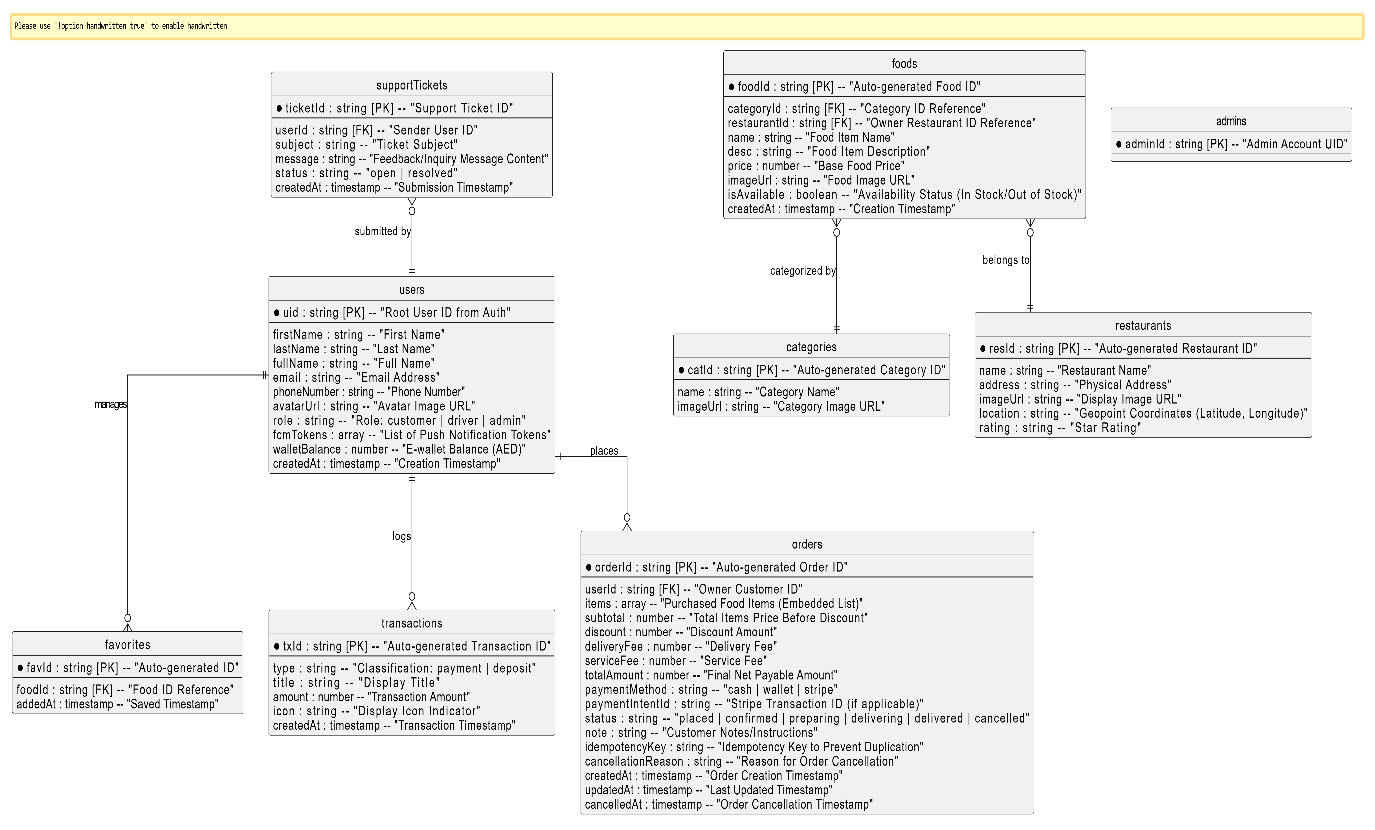 Please use '!option handwritten true' to enable handwritten
supportTickets
ticketId : string [PK] -- "Support Ticket ID"
userId : string [FK] -- "Sender User ID"
subject : string -- "Ticket Subject"
message : string -- "Feedback/Inquiry Message Content"
status : string -- "open | resolved"
createdAt : timestamp -- "Submission Timestamp"
foods
foodId : string [PK] -- "Auto-generated Food ID"
categoryId : string [FK] -- "Category ID Reference"
restaurantId : string [FK] -- "Owner Restaurant ID Reference"
name : string -- "Food Item Name"
desc : string -- "Food Item Description"
price : number -- "Base Food Price"
imageUrl : string -- "Food Image URL"
isAvailable : boolean -- "Availability Status (In Stock/Out of Stock)"
createdAt : timestamp -- "Creation Timestamp"
admins
adminId : string [PK] -- "Admin Account UID"
submitted by
categorized by
belongs to
users
uid : string [PK] -- "Root User ID from Auth"
firstName : string -- "First Name"
lastName : string -- "Last Name"
fullName : string -- "Full Name"
email : string -- "Email Address"
phoneNumber : string -- "Phone Number"
avatarUrl : string -- "Avatar Image URL"
role : string -- "Role: customer | driver | admin"
fcmTokens : array -- "List of Push Notification Tokens"
walletBalance : number -- "E-wallet Balance (AED)"
createdAt : timestamp -- "Creation Timestamp"
categories
catId : string [PK] -- "Auto-generated Category ID"
name : string -- "Category Name"
imageUrl : string -- "Category Image URL"
restaurants
resId : string [PK] -- "Auto-generated Restaurant ID"
name : string -- "Restaurant Name"
address : string -- "Physical Address"
imageUrl : string -- "Display Image URL"
location : string -- "Geopoint Coordinates (Latitude, Longitude)"
rating : string -- "Star Rating"
manages
places
logs
favorites
favId : string [PK] -- "Auto-generated ID"
foodId : string [FK] -- "Food ID Reference"
addedAt : timestamp -- "Saved Timestamp"
transactions
txId : string [PK] -- "Auto-generated Transaction ID"
type : string -- "Classification: payment | deposit"
title : string -- "Display Title"
amount : number -- "Transaction Amount"
icon : string -- "Display Icon Indicator"
createdAt : timestamp -- "Transaction Timestamp"
orders
orderId : string [PK] -- "Auto-generated Order ID"
userId : string [FK] -- "Owner Customer ID"
items : array -- "Purchased Food Items (Embedded List)"
subtotal : number -- "Total Items Price Before Discount"
discount : number -- "Discount Amount"
deliveryFee : number -- "Delivery Fee"
serviceFee : number -- "Service Fee"
totalAmount : number -- "Final Net Payable Amount"
paymentMethod : string -- "cash | wallet | stripe"
paymentIntentId : string -- "Stripe Transaction ID (if applicable)"
status : string -- "placed | confirmed | preparing | delivering | delivered | cancelled"
note : string -- "Customer Notes/Instructions"
idempotencyKey : string -- "Idempotency Key to Prevent Duplication"
cancellationReason : string -- "Reason for Order Cancellation"
createdAt : timestamp -- "Order Creation Timestamp"
updatedAt : timestamp -- "Last Updated Timestamp"
cancelledAt : timestamp -- "Order Cancellation Timestamp"